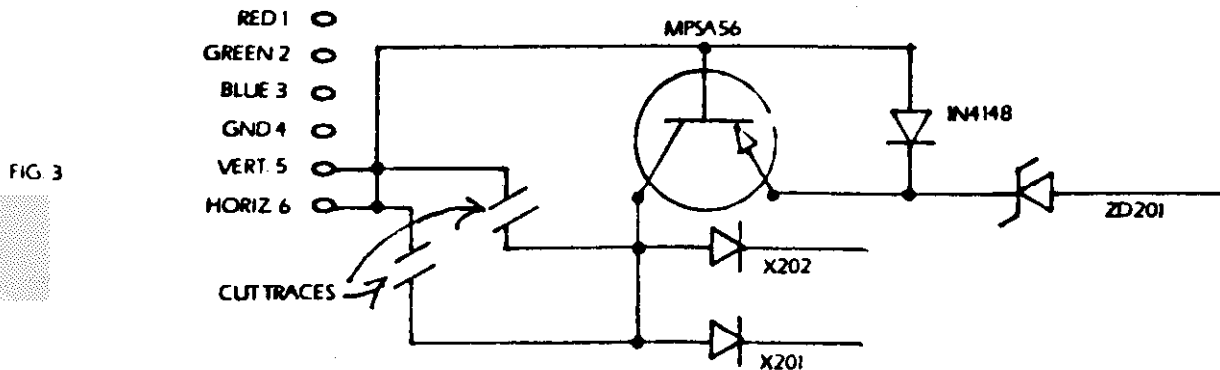 RED 1
MPSA56
GREEN 2
BLUE 3
IN4148
GND 4
FIG. 3
VERT. 5
HORIZ 6
ZD201
X202
CUT TRACES
X201